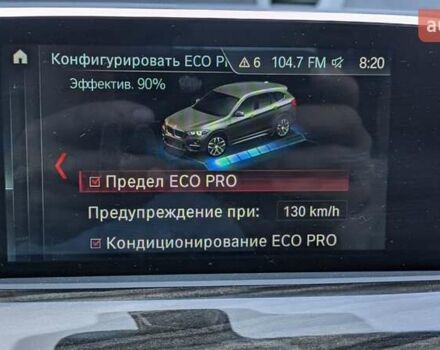 Конфигурировать ECO P
6
104.7 FM
8:20
Эффектив. 90%
Предел ECO PRO
Предупреждение при: 130 km/h
Кондиционирование ECO PRO